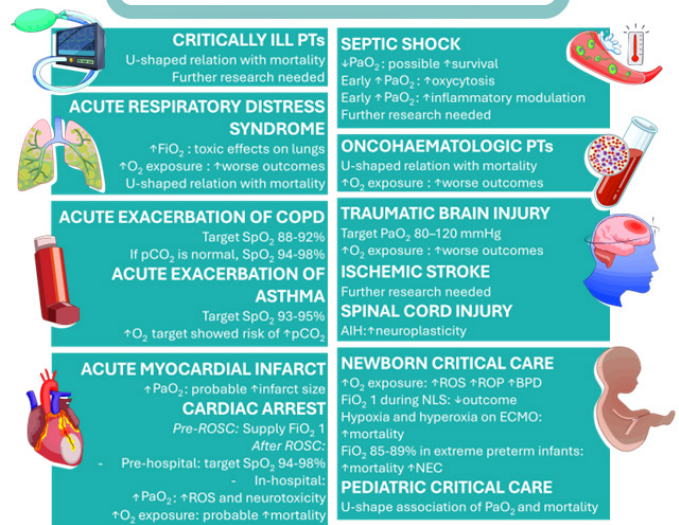 CRITICALLY ILL PTs
U-shaped relation with mortality
Further research needed
ACUTE RESPIRATORY DISTRESS
SYNDROME
↑FiO₂ : toxic effects on lungs
↑O₂ exposure : ↑worse outcomes
U-shaped relation with mortality
ACUTE EXACERBATION OF COPD
Target SpO₂ 88-92%
If pCO₂ is normal, SpO₂ 94-98%
ACUTE EXACERBATION OF
ASTHMA
Target SpO₂ 93-95%
↑O₂ target showed risk of ↑pCO₂
ACUTE MYOCARDIAL INFARCT
↑PaO₂: probable ↑infarct size
CARDIAC ARREST
Pre-ROSC: Supply FiO₂ 1
After ROSC:
- Pre-hospital: target SpO₂ 94-98%
- In-hospital:
↑PaO₂: ↑ROS and neurotoxicity
↑O₂ exposure: probable ↑mortality
SEPTIC SHOCK
↓PaO₂: possible ↑survival
Early ↑PaO₂: ↑oxycytosis
Early ↑PaO₂: ↑inflammatory modulation
Further research needed
ONCOHAEMATOLOGIC PTs
U-shaped relation with mortality
↑O₂ exposure : ↑worse outcomes
TRAUMATIC BRAIN INJURY
Target PaO₂ 80–120 mmHg
↑O₂ exposure : ↑worse outcomes
ISCHEMIC STROKE
Further research needed
SPINAL CORD INJURY
AIH:↑neuroplasticity
NEWBORN CRITICAL CARE
↑O₂ exposure: ↑ROS ↑ROP ↑BPD
FiO₂ 1 during NLS: ↓outcome
Hypoxia and hyperoxia on ECMO:
↑mortality
FiO₂ 85-89% in extreme preterm infants:
↑mortality ↑NEC
PEDIATRIC CRITICAL CARE
U-shape association of PaO₂ and mortality